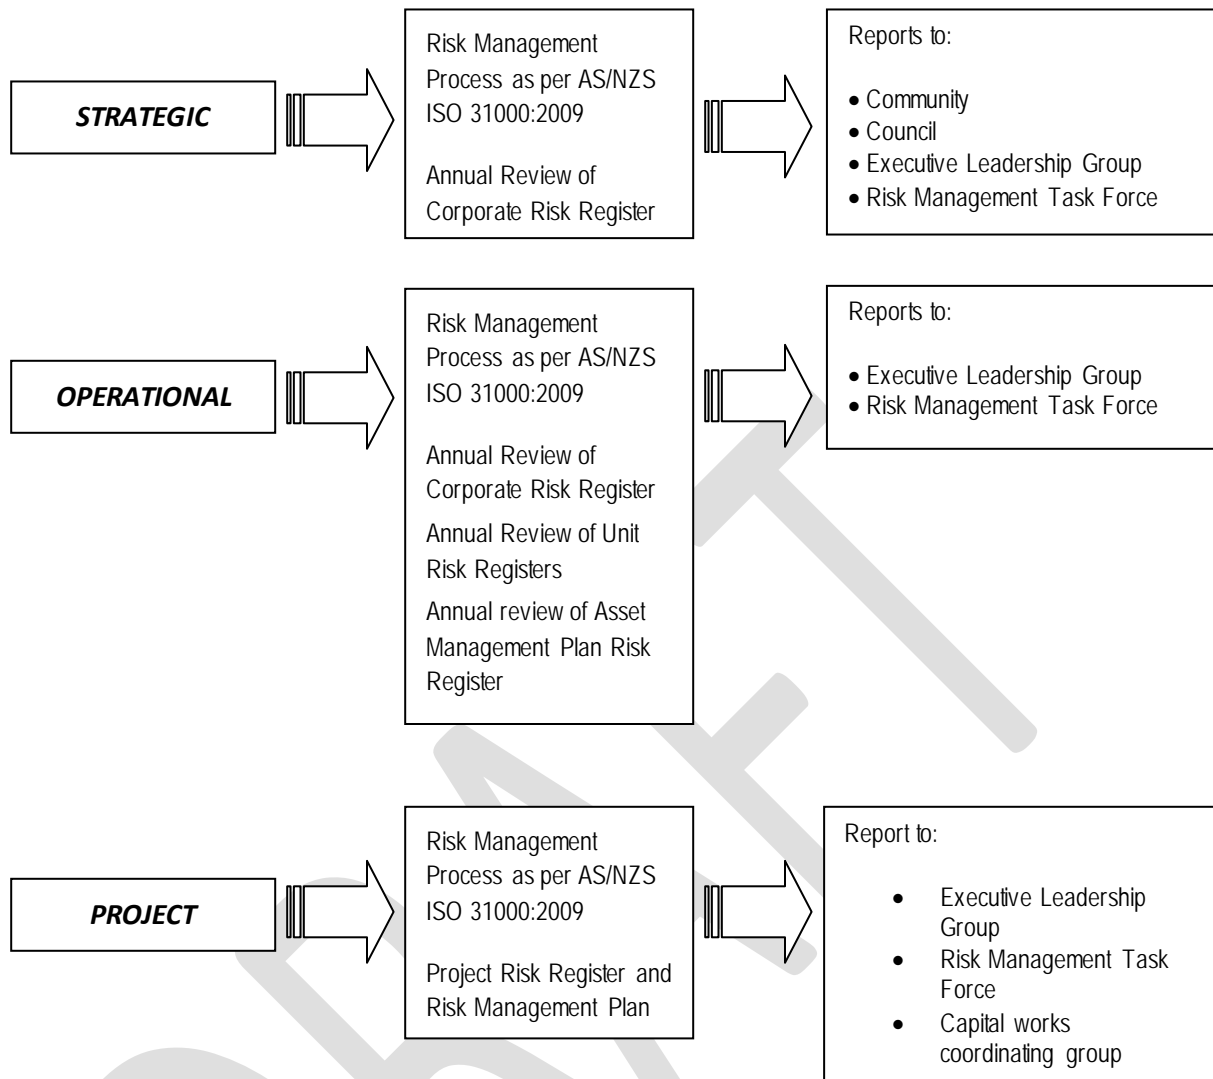 STRATEGIC
Risk Management
Process as per AS/NZS
ISO 31000:2009
Annual Review of
Corporate Risk Register
Reports to:
• Community
• Council
• Executive Leadership Group
• Risk Management Task Force
OPERATIONAL
Risk Management
Process as per AS/NZS
ISO 31000:2009
Annual Review of
Corporate Risk Register
Annual Review of Unit
Risk Registers
Annual review of Asset
Management Plan Risk
Register
Reports to:
• Executive Leadership Group
• Risk Management Task Force
PROJECT
Risk Management
Process as per AS/NZS
ISO 31000:2009
Project Risk Register and
Risk Management Plan
Report to:
• Executive Leadership
Group
• Risk Management Task
Force
• Capital works
coordinating group
DRAFT